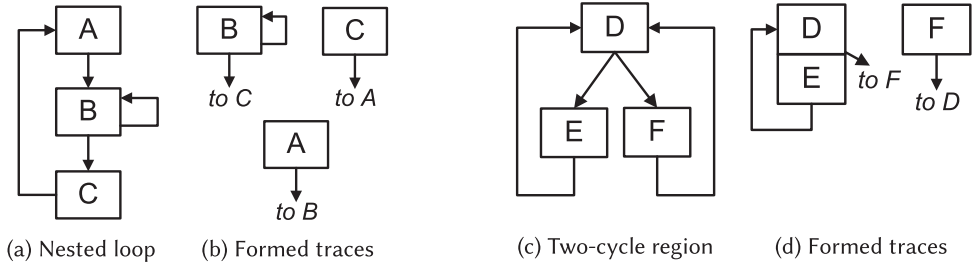 A
B
C
(a) Nested loop
B
to C
C
to A
A
to B
(b) Formed traces
D
E
F
(c) Two-cycle region
D
E
to F
F
to D
(d) Formed traces